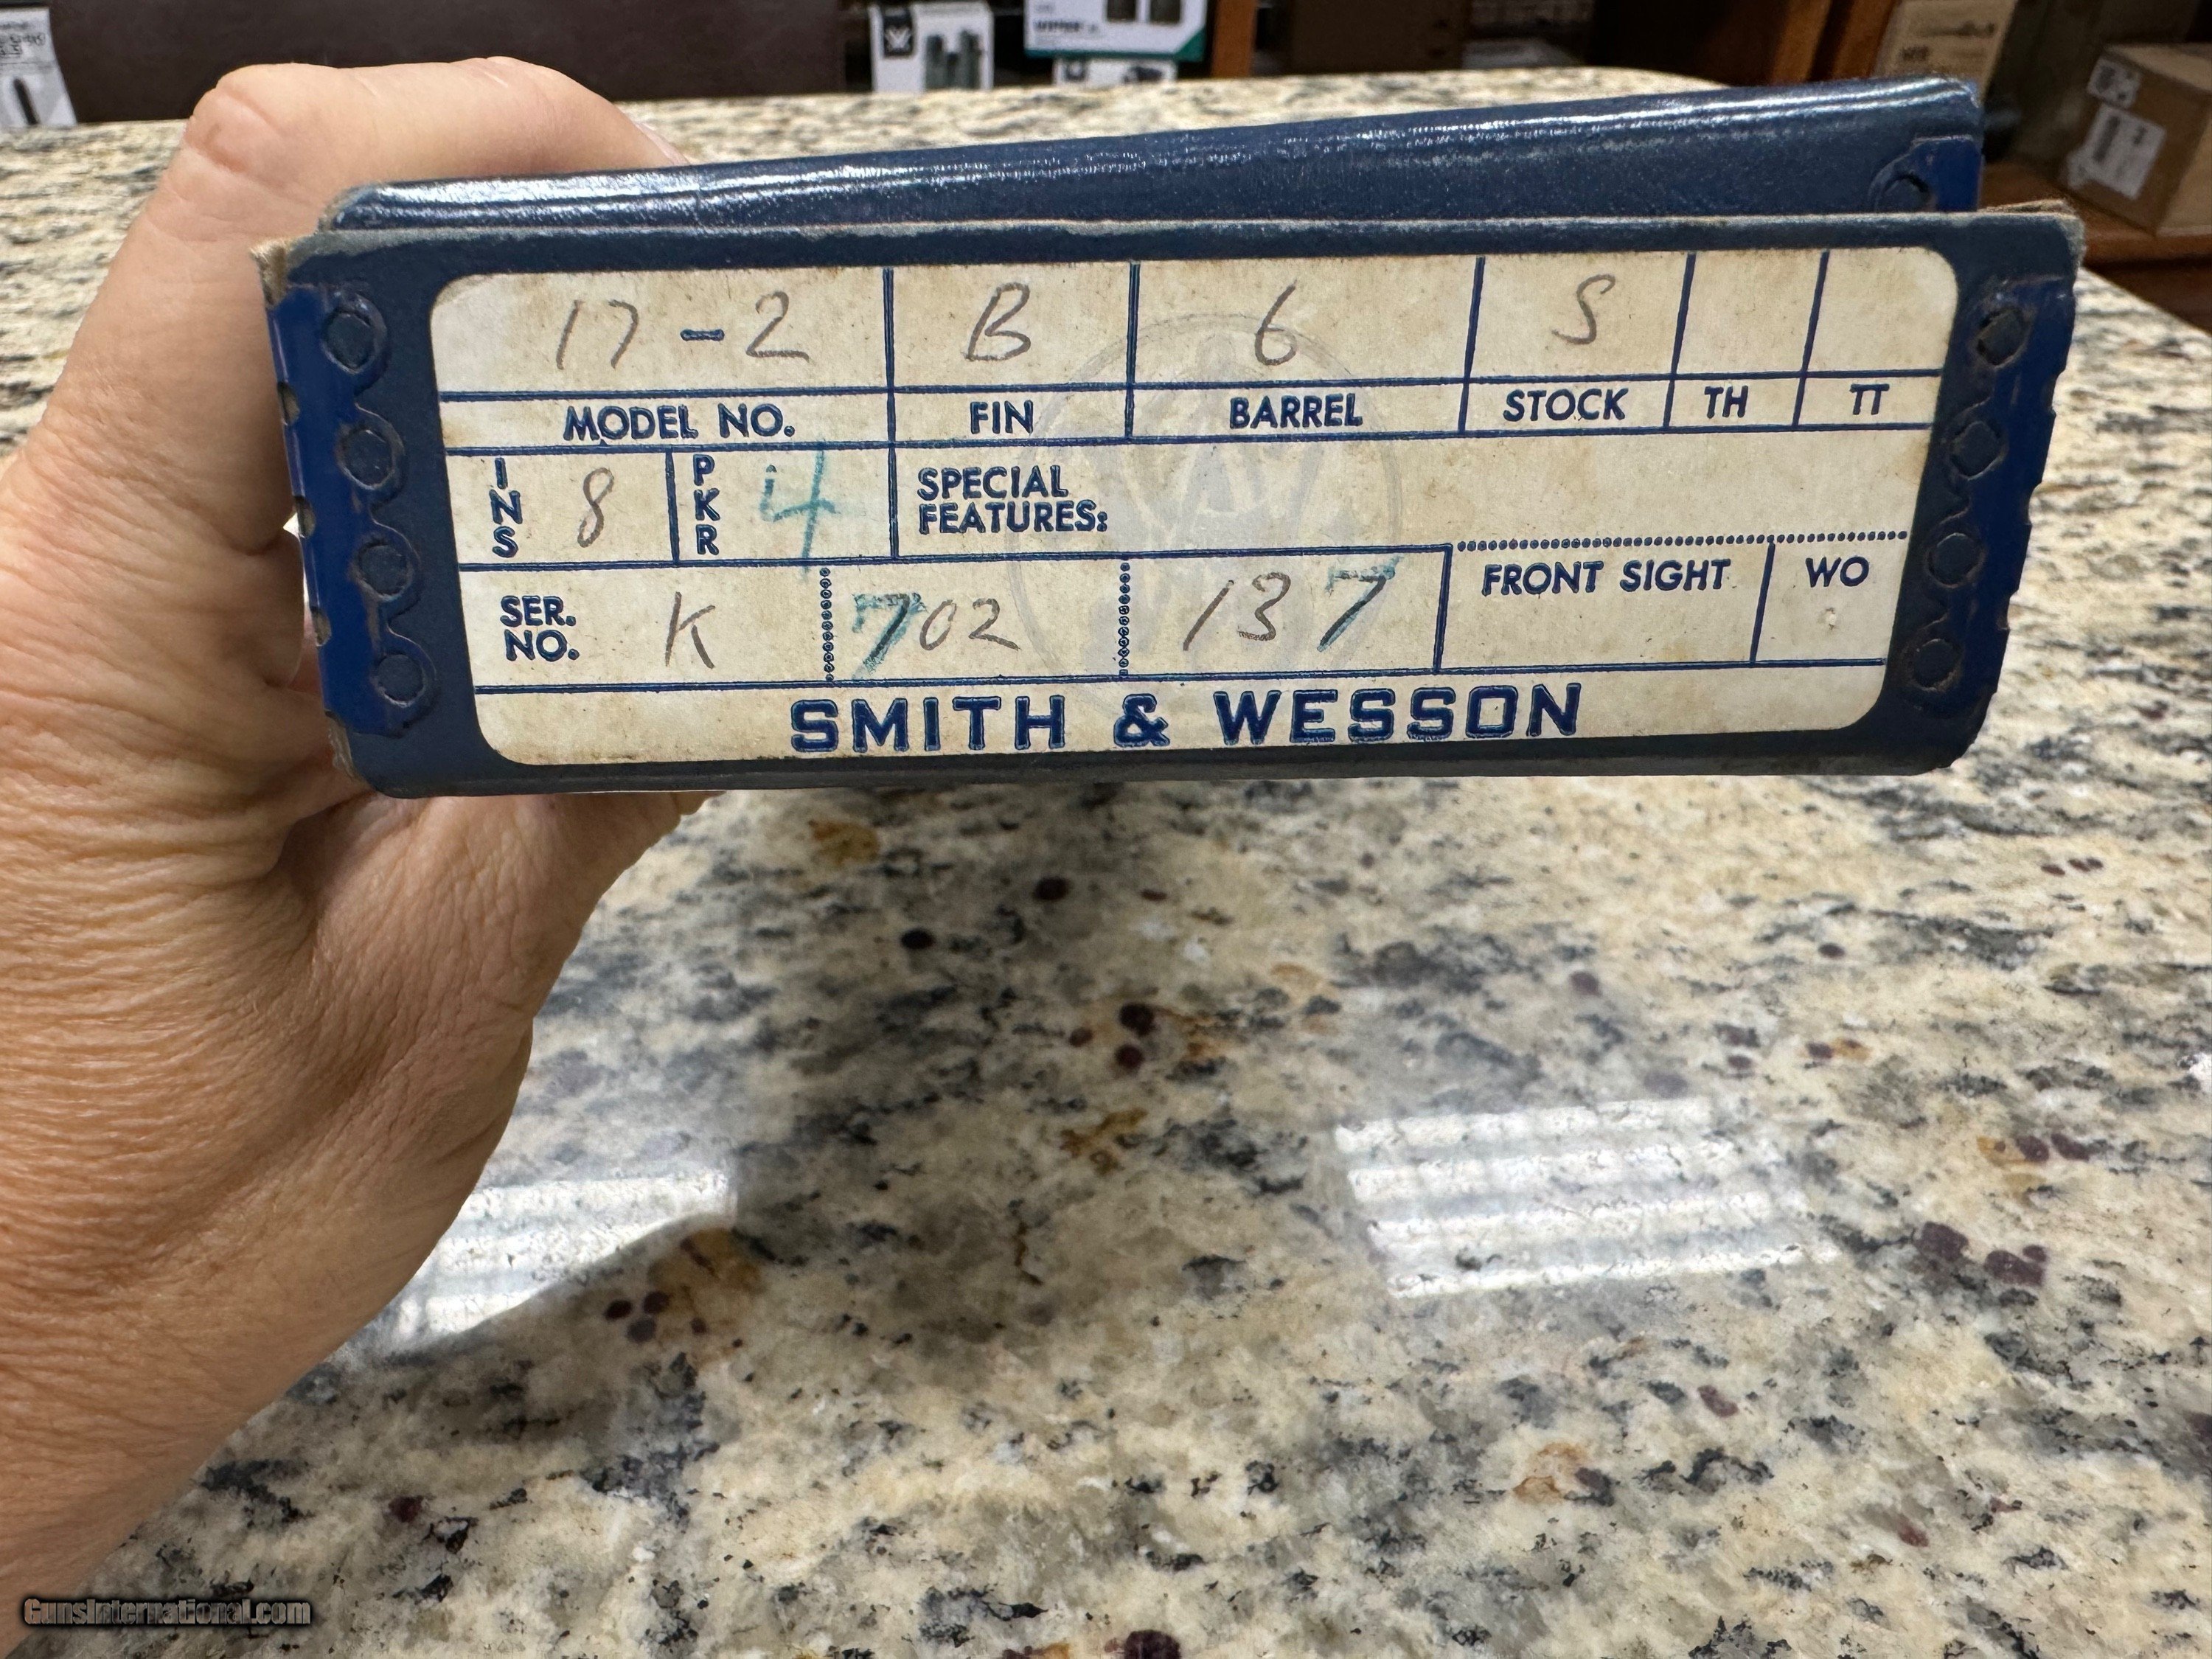 17-2 B 6 S
MODEL NO. FIN BARREL STOCK TH TT
INS 8 PKR 4 SPECIAL
FEATURES:
SER. NO. K 702 137 FRONT SIGHT WO
SMITH & WESSON
GunsInternational.com